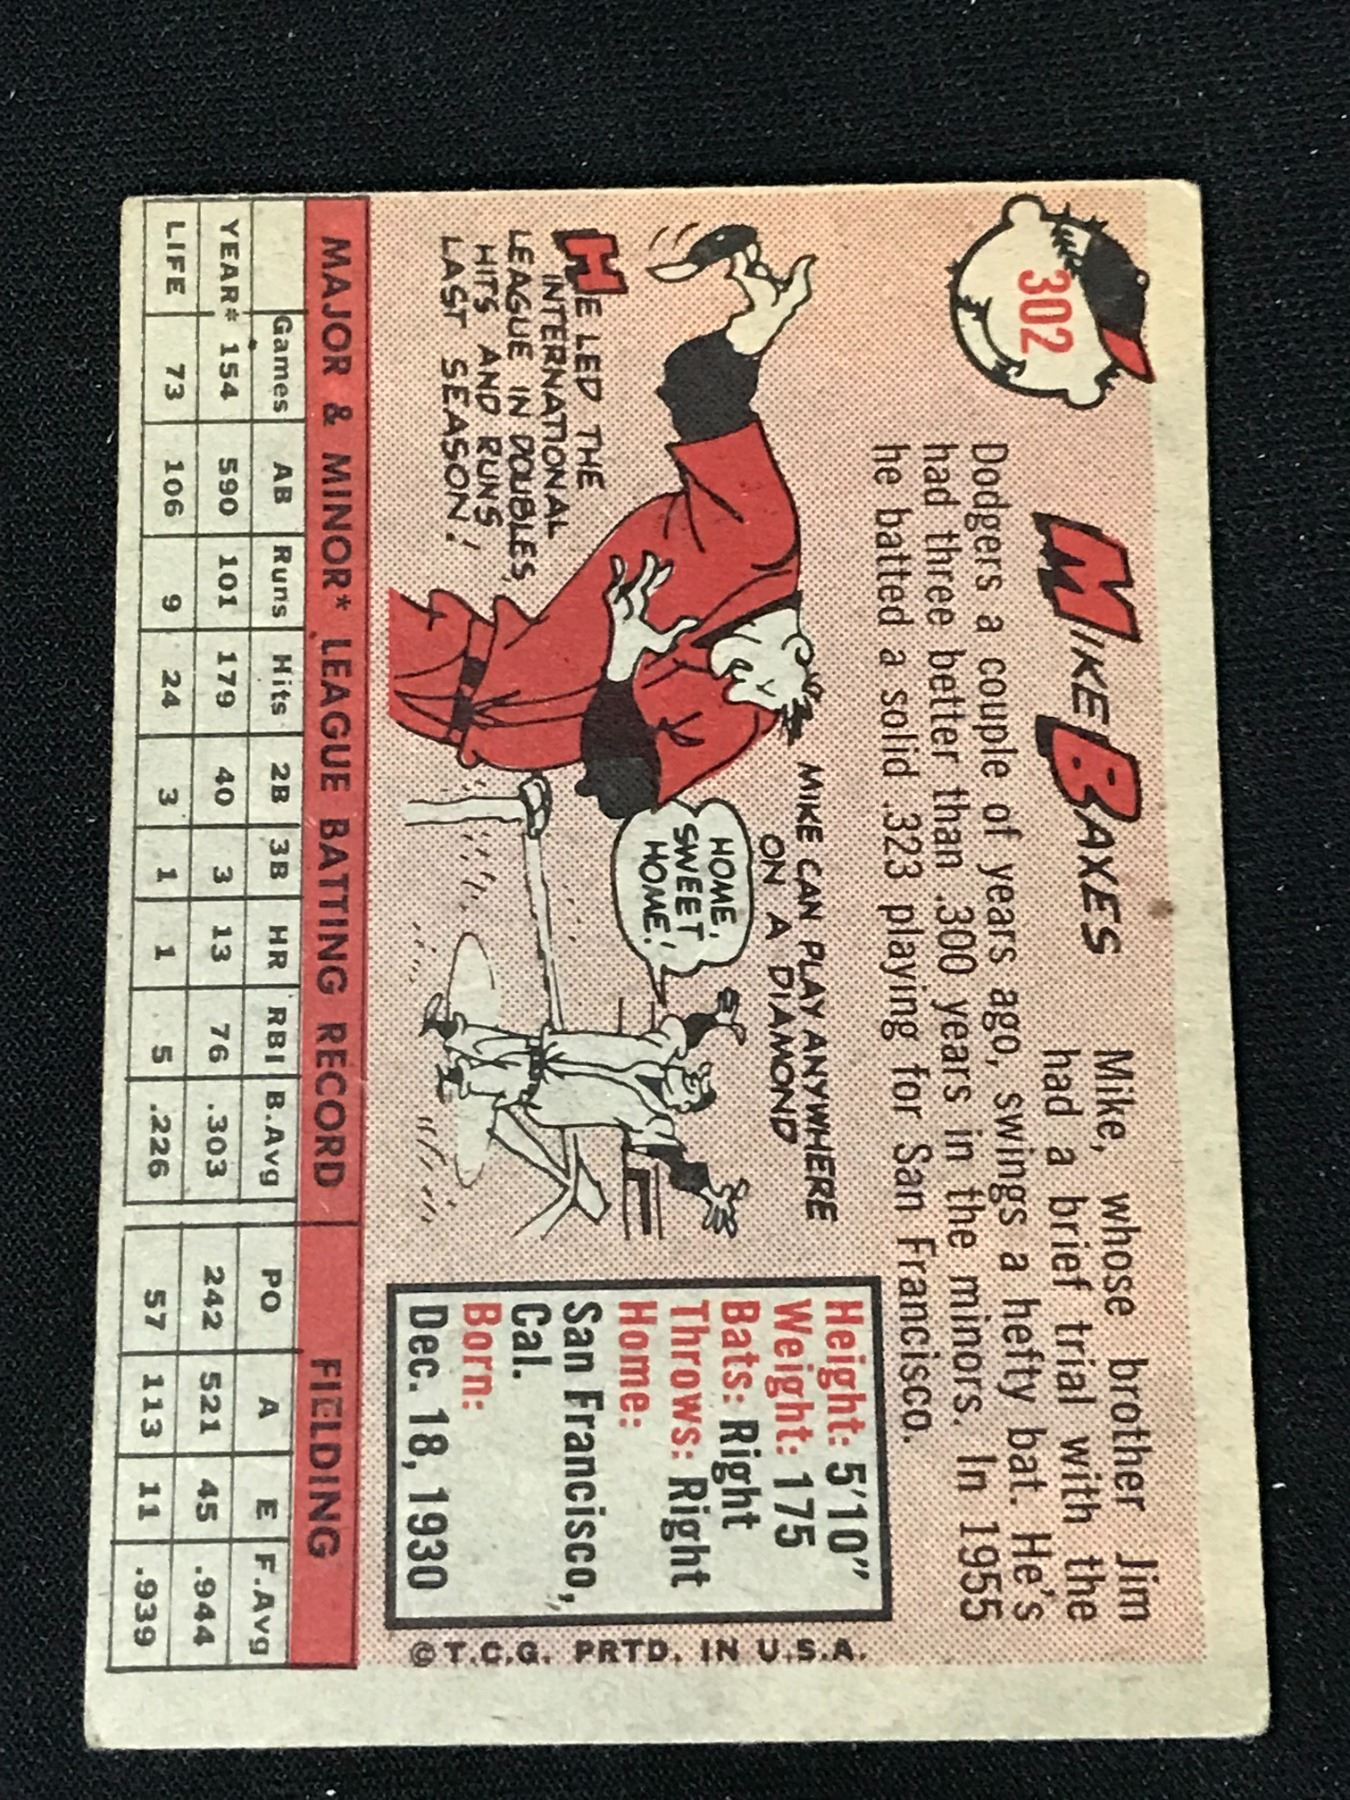 302
MIKE BAXES
Mike, whose brother Jim
had a brief trial with the
Dodgers a couple of years ago, swings a hefty bat. He's
had three better than .300 years in the minors. In 1955
he batted a solid .323 playing for San Francisco.
HE LED THE
INTERNATIONAL
LEAGUE IN DOUBLES,
HITS AND RUNS
LAST SEASON!
MIKE CAN PLAY ANYWHERE
ON A DIAMOND
HOME,
SWEET
HOME!
Height: 5'10"
Weight: 175
Bats: Right
Throws: Right
Home:
San Francisco,
Cal.
Born:
Dec. 18, 1930
© T.C.G. PRTD. IN U.S.A.
MAJOR & MINOR* LEAGUE BATTING RECORD FIELDING
Games AB Runs Hits 2B 3B HR RBI B.Avg PO A E F.Avg
YEAR* 154 590 101 179 40 3 13 76 .303 242 521 45 .944
LIFE 73 106 9 24 3 1 1 5 .226 57 113 11 .939